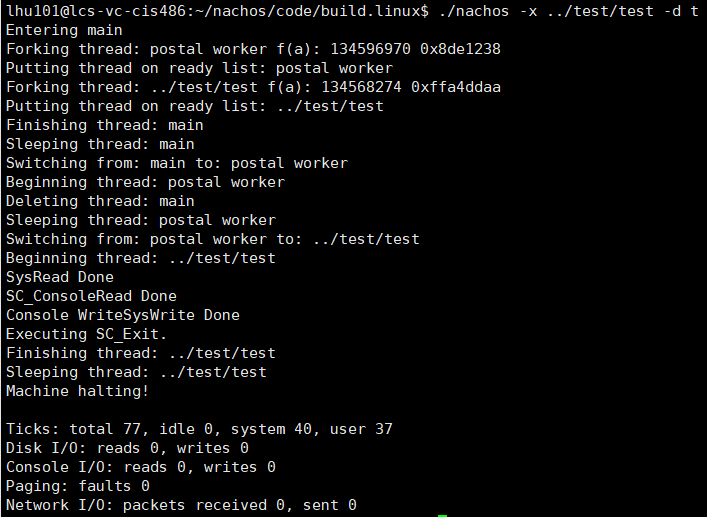 lhu101@lcs-vc-cis486:~/nachos/code/build.linux$ ./nachos -x ../test/test -d t
Entering main
Forking thread: postal worker f(a): 134596970 0x8de1238
Putting thread on ready list: postal worker
Forking thread: ../test/test f(a): 134568274 0xffa4ddaa
Putting thread on ready list: ../test/test
Finishing thread: main
Sleeping thread: main
Switching from: main to: postal worker
Beginning thread: postal worker
Deleting thread: main
Sleeping thread: postal worker
Switching from: postal worker to: ../test/test
Beginning thread: ../test/test
SysRead Done
SC_ConsoleRead Done
Console WriteSysWrite Done
Executing SC_Exit.
Finishing thread: ../test/test
Sleeping thread: ../test/test
Machine halting!

Ticks: total 77, idle 0, system 40, user 37
Disk I/O: reads 0, writes 0
Console I/O: reads 0, writes 0
Paging: faults 0
Network I/O: packets received 0, sent 0